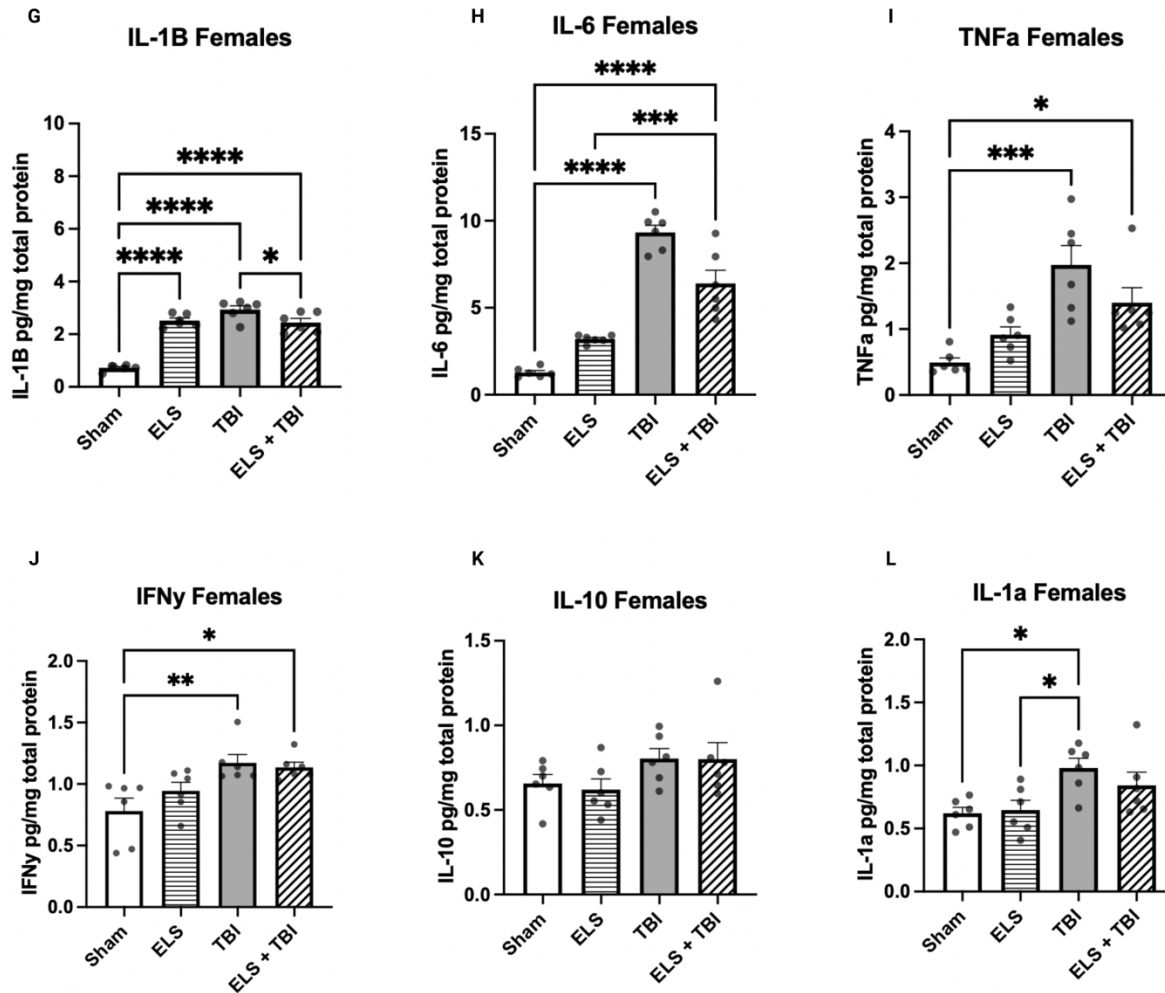 G
IL-1B Females
IL-1B pg/mg total protein
10
8
6
4
2
0
****
****
**** *
Sham ELS TBI ELS + TBI
H
IL-6 Females
IL-6 pg/mg total protein
15
10
5
0
****
***
****
Sham ELS TBI ELS + TBI
I
TNFa Females
TNFa pg/mg total protein
4
3
2
1
0
*
***
Sham ELS TBI ELS + TBI
J
IFNy Females
IFNy pg/mg total protein
2.0
1.5
1.0
0.5
0.0
*
**
Sham ELS TBI ELS + TBI
K
IL-10 Females
IL-10 pg/mg total protein
1.5
1.0
0.5
0.0
Sham ELS TBI ELS + TBI
L
IL-1a Females
IL-1a pg/mg total protein
2.0
1.5
1.0
0.5
0.0
*
*
Sham ELS TBI ELS + TBI